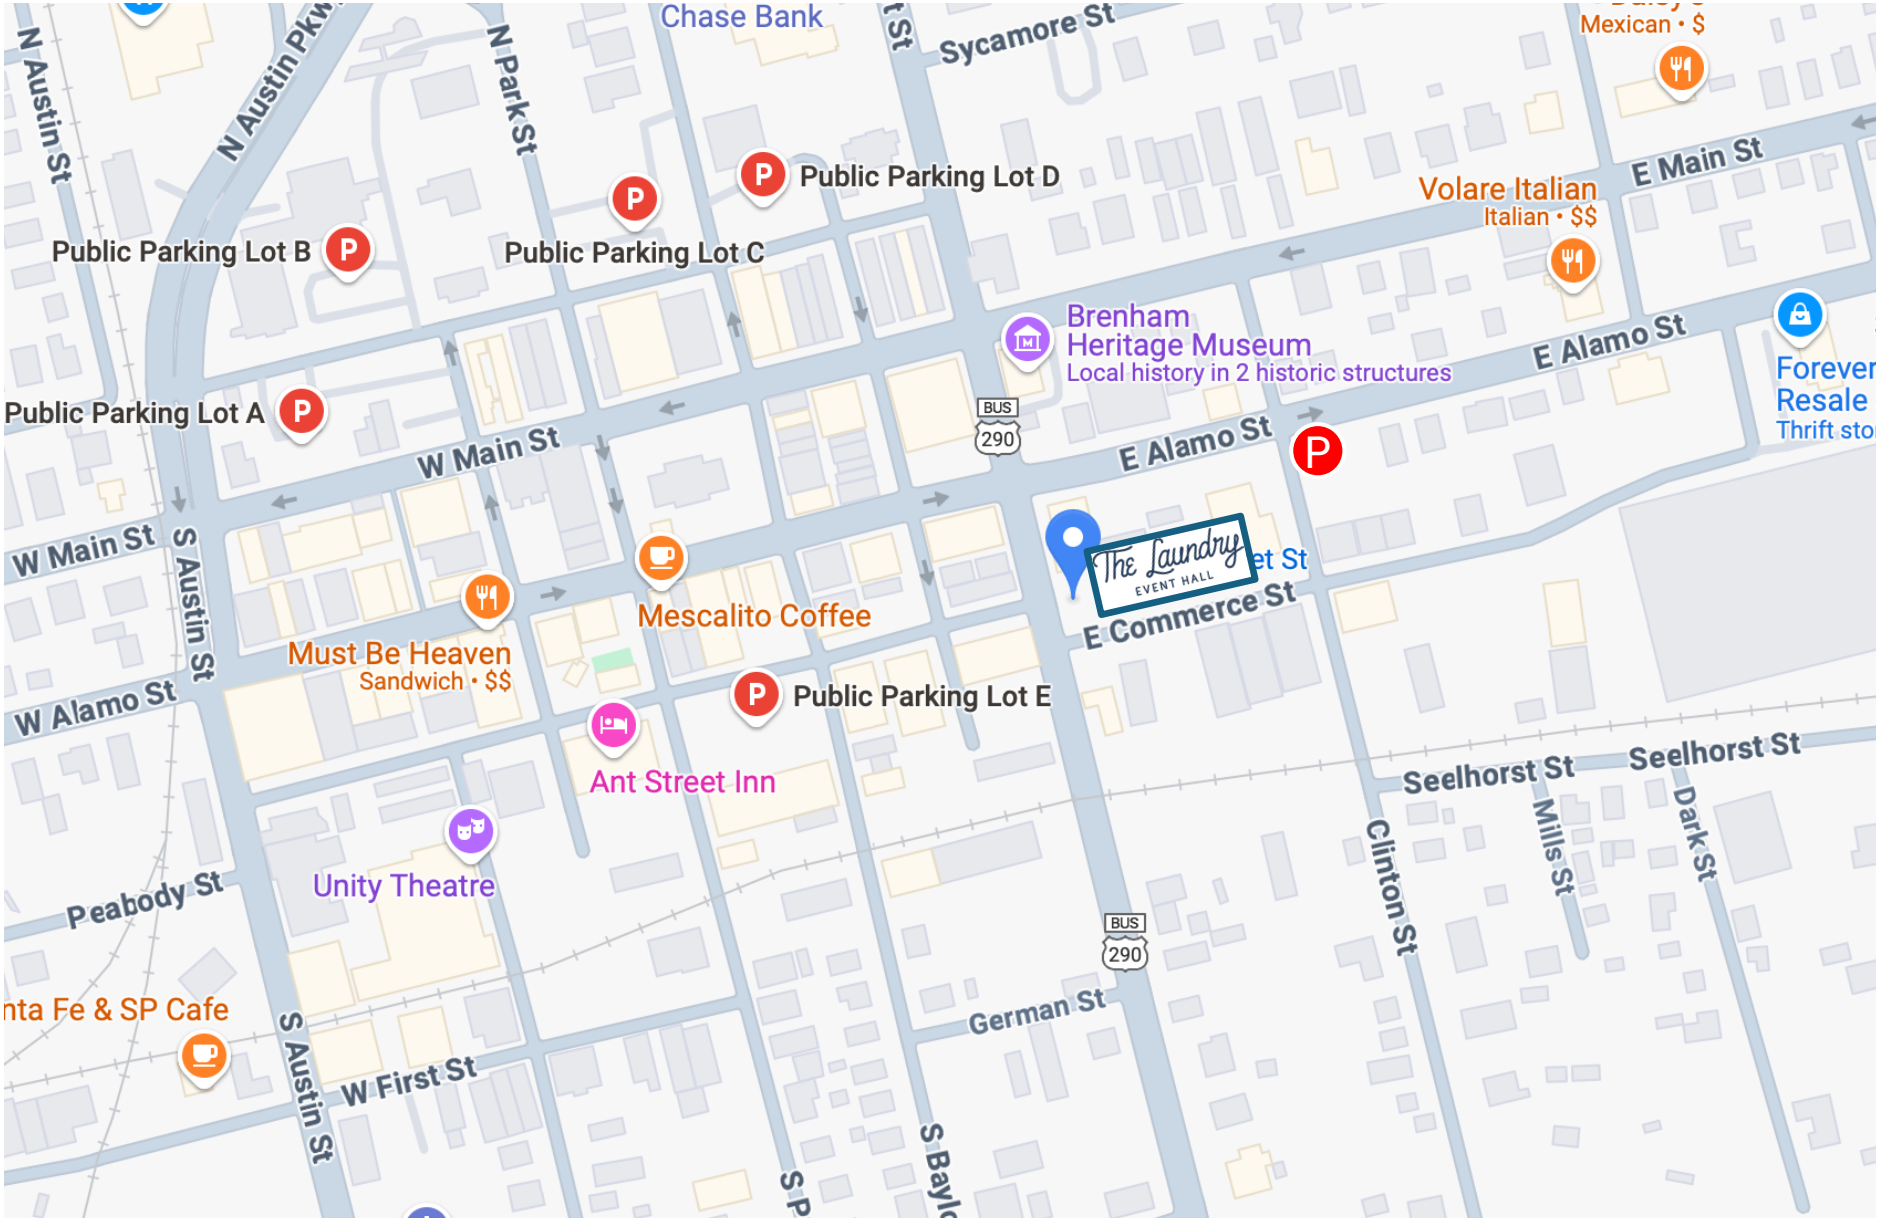 Chase Bank
t St
Sycamore St
Mexican • $
N Austin St
N Austin Pkwy
N Park St
P
Public Parking Lot D
P
Public Parking Lot C
Public Parking Lot B
P
E Main St
Volare Italian
Italian • $$
Brenham
Heritage Museum
Local history in 2 historic structures
E Alamo St
Forever
Resale
Thrift sto
Public Parking Lot A
P
W Main St
BUS
290
E Alamo St
P
W Main St
S Austin St
The Laundry
EVENT HALL
et St
E Commerce St
Mescalito Coffee
Must Be Heaven
Sandwich • $$
W Alamo St
P
Public Parking Lot E
Ant Street Inn
Seelhorst St
Seelhorst St
Mills St
Dark St
Clinton St
Unity Theatre
Peabody St
BUS
290
nta Fe & SP Cafe
German St
S Austin St
W First St
S P
S Baylo